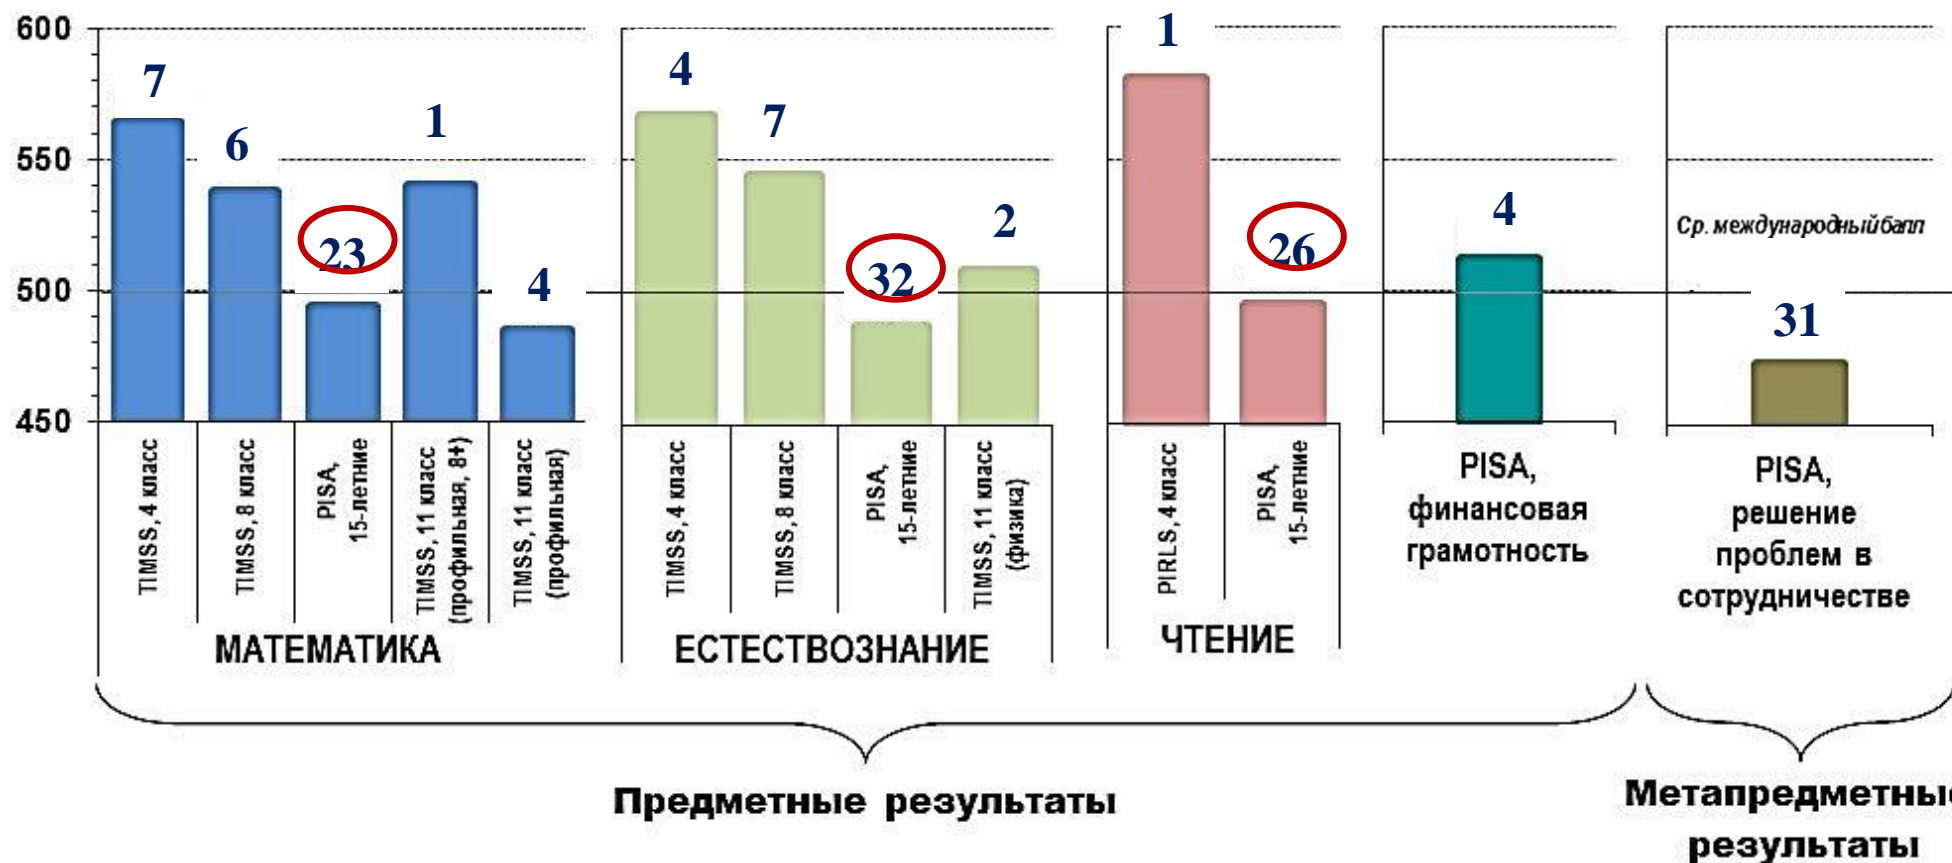 600
550
500
450
7
6
23
1
4
4
7
32
2
1
26
4
31
Ср. международный балл
TIMSS, 4 класс
TIMSS, 8 класс
PISA,
15-летние
TIMSS, 11 класс
(профильная, 8+)
TIMSS, 11 класс
(профильная)
МАТЕМАТИКА
TIMSS, 4 класс
TIMSS, 8 класс
PISA,
15-летние
TIMSS, 11 класс
(физика)
ЕСТЕСТВОЗНАНИЕ
PIRLS, 4 класс
PISA,
15-летние
ЧТЕНИЕ
PISA,
финансовая
грамотность
PISA,
решение
проблем в
сотрудничестве
Предметные результаты
Метапредметные
результаты